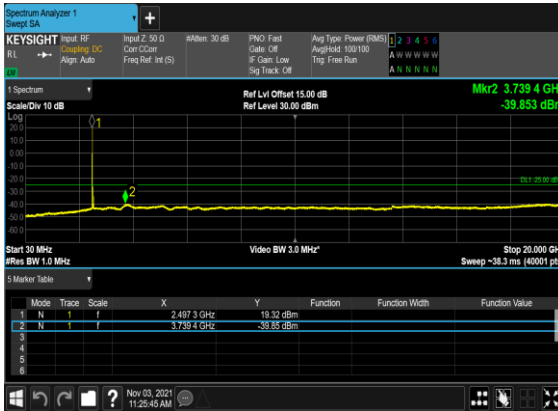 Spectrum Analyzer 1
Swept SA
KEYSIGHT Input: RF Input Z: 50 Ω #Atten: 30 dB PNO: Fast Avg Type: Power (RMS) 1 2 3 4 5 6
RL Coupling: DC Corr CCorr Gate: Off Avg|Hold: 100/100 A W W W W W
Align: Auto Freq Ref: Int (S) IF Gain: Low Trig: Free Run
Sig Track: Off A N N N N N
1 Spectrum Ref Lvl Offset 15.00 dB Mkr2 3.739 4 GH
Scale/Div 10 dB Ref Level 30.00 dBm -39.853 dBr
Log
20.0
10.0
0.00
-10.0
-20.0
-30.0
-40.0
-50.0
-60.0
1
2
DL1 -25.00 dB
Start 30 MHz Video BW 3.0 MHz* Stop 20.000 GH
#Res BW 1.0 MHz Sweep ~38.3 ms (40001 pt
5 Marker Table
Mode Trace Scale X Y Function Function Width Function Value
1 N 1 f 2.497 3 GHz 19.32 dBm
2 N 1 f 3.739 4 GHz -39.85 dBm
3
4
5
6
? Nov 03, 2021
11:25:45 AM